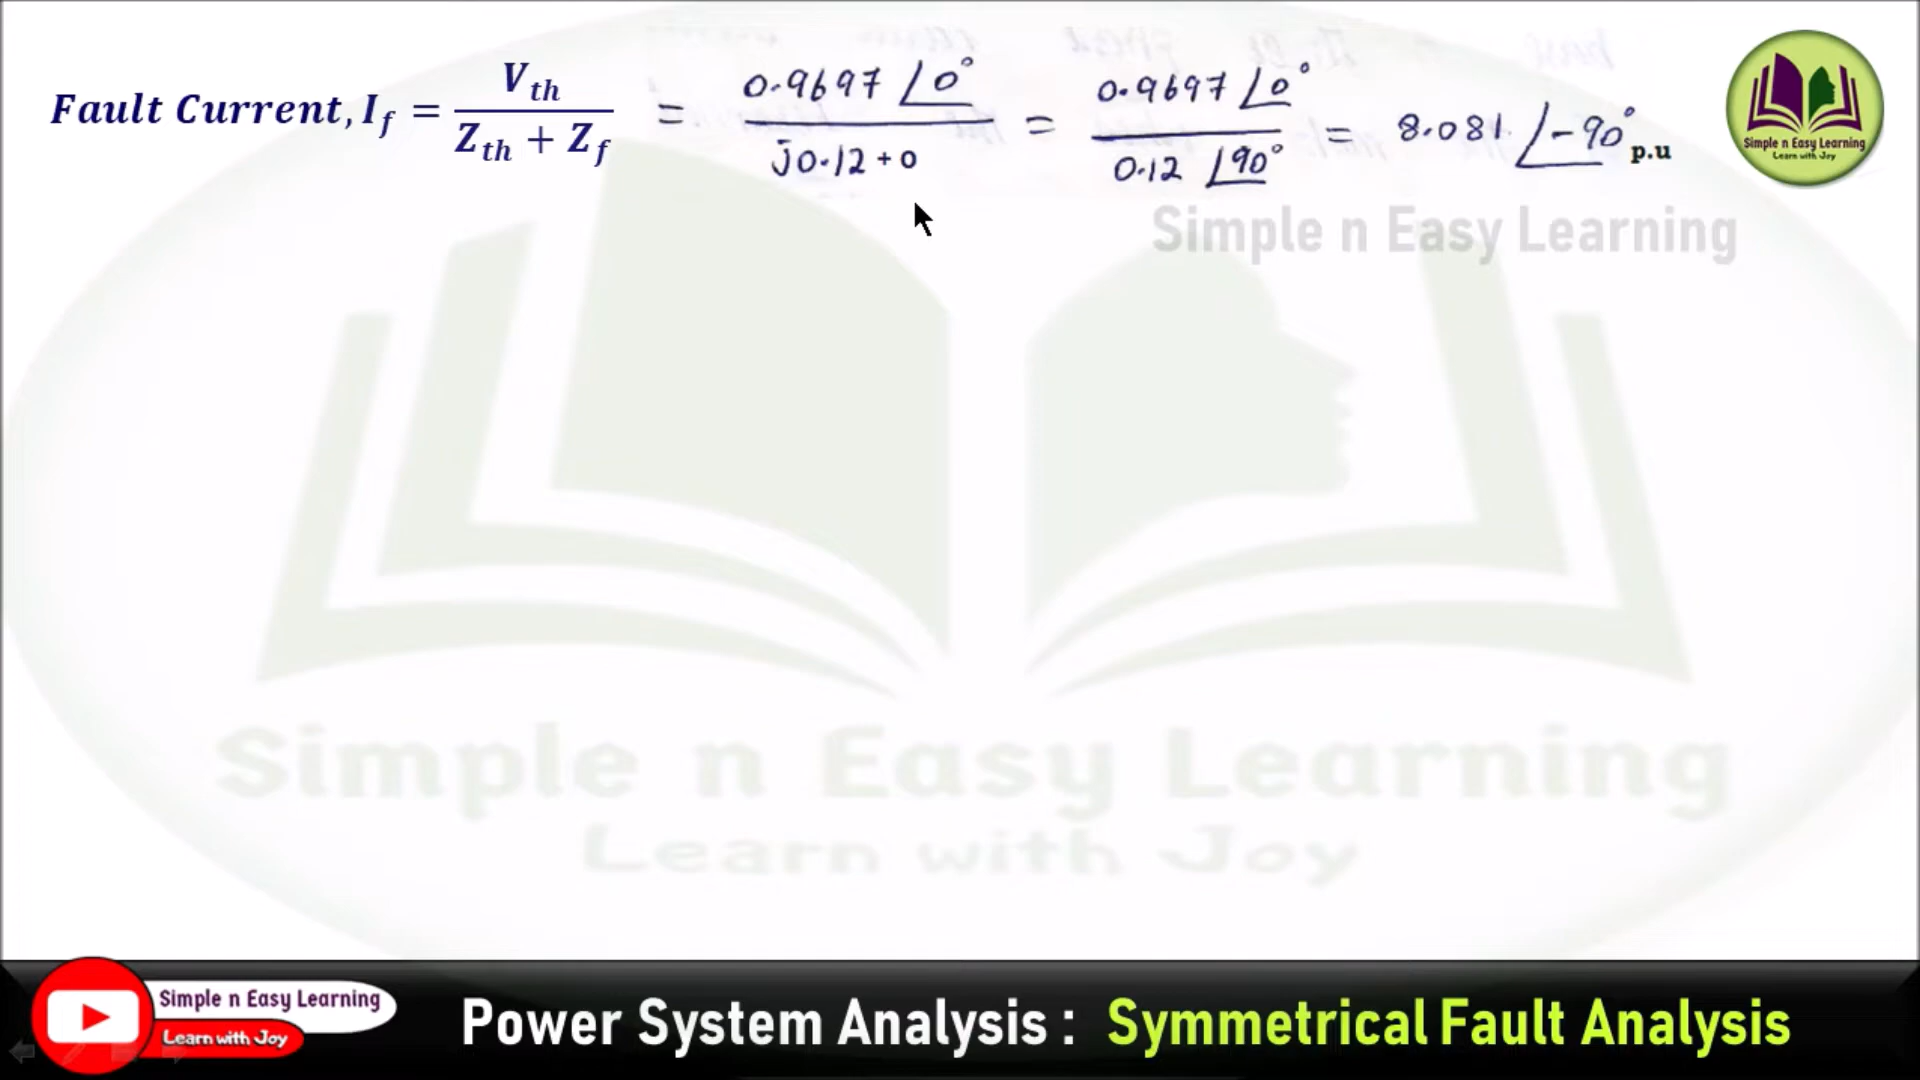 Fault Current, I_f = V_th / (Z_th + Z_f) = 0.9697 ∠0° / (j0.12 + 0) = 0.9697 ∠0° / (0.12 ∠90°) = 8.081 ∠-90° p.u
Simple n Easy Learning
Learn with Joy
Simple n Easy Learning
Simple n Easy Learning
Learn with Joy
Simple n Easy Learning
Learn with Joy
Power System Analysis : Symmetrical Fault Analysis